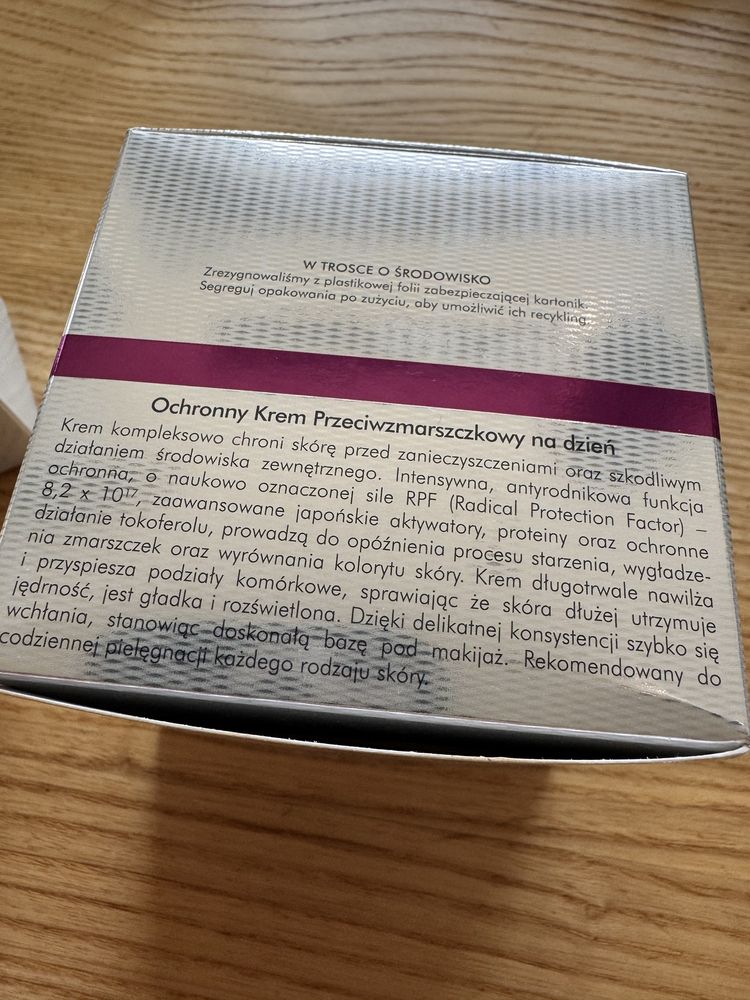 W TROSCE O ŚRODOWISKO
Zrezygnowaliśmy z plastikowej folii zabezpieczającej kartonik.
Segreguj opakowania po zużyciu, aby umożliwić ich recykling.
Ochronny Krem Przeciwzmarszczkowy na dzień
Krem kompleksowo chroni skórę przed zanieczyszczeniami oraz szkodliwym
działaniem środowiska zewnętrznego. Intensywna, antyrodnikowa funkcja
ochronna, o naukowo oznaczonej sile RPF (Radical Protection Factor) –
8,2 x 10¹⁷, zaawansowane japońskie aktywatory, proteiny oraz ochronne
działanie tokoferolu, prowadzą do opóźnienia procesu starzenia, wygładze-
nia zmarszczek oraz wyrównania kolorytu skóry. Krem długotrwale nawilża
i przyspiesza podziały komórkowe, sprawiając że skóra dłużej utrzymuje
jędrność, jest gładka i rozświetlona. Dzięki delikatnej konsystencji szybko się
wchłania, stanowiąc doskonałą bazę pod makijaż. Rekomendowany do
codziennej pielęgnacji każdego rodzaju skóry.